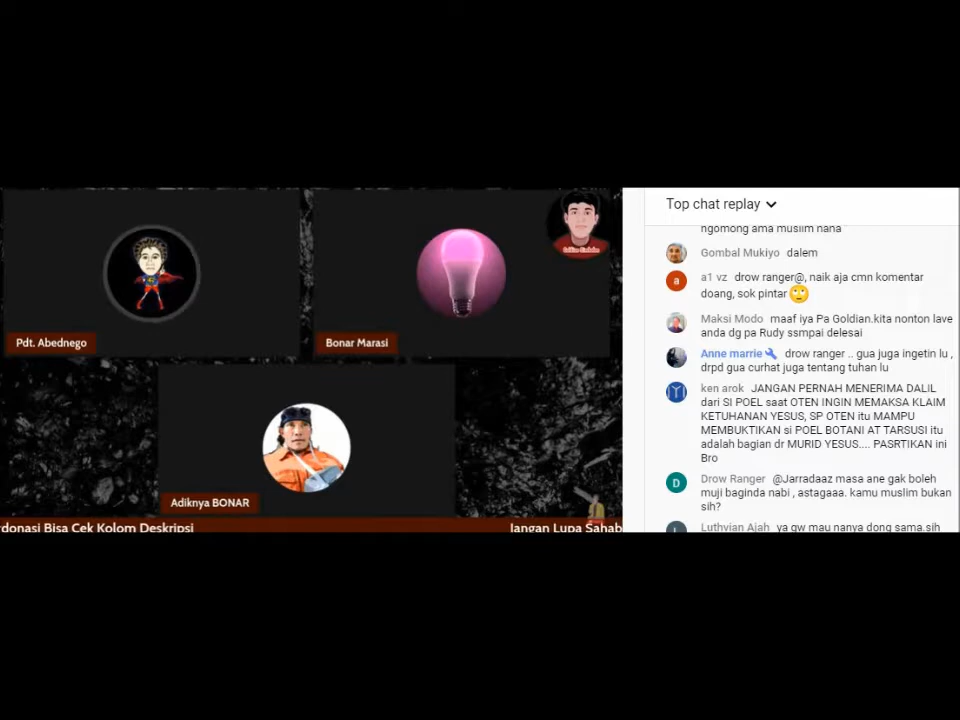 Pdt. Abednego
Bonar Marasi
Adiknya BONAR
donasi Bisa Cek Kolom Deskripsi
Jangan Lupa Sahab
Top chat replay
ngomong ama muslim hana
Gombal Mukiyo dalem
a1 vz drow ranger@, naik aja cmn komentar
doang, sok pintar 🙄
Maksi Modo maaf iya Pa Goldian.kita nonton lave
anda dg pa Rudy ssmpai delesai
Anne marrie drow ranger .. gua juga ingetin lu ,
drpd gua curhat juga tentang tuhan lu
ken arok JANGAN PERNAH MENERIMA DALIL
dari SI POEL saat OTEN INGIN MEMAKSA KLAIM
KETUHANAN YESUS, SP OTEN itu MAMPU
MEMBUKTIKAN si POEL BOTANI AT TARSUSI itu
adalah bagian dr MURID YESUS.... PASRTIKAN ini
Bro
D
Drow Ranger @Jarradaaz masa ane gak boleh
muji baginda nabi , astagaaa. kamu muslim bukan
sih?
Luthvian Ajah ya gw mau nanya dong sama.sih